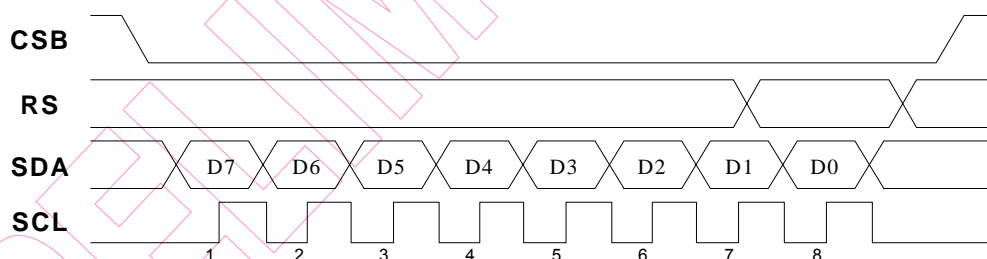 CSB
RS
SDA D7 D6 D5 D4 D3 D2 D1 D0
SCL
1 2 3 4 5 6 7 8